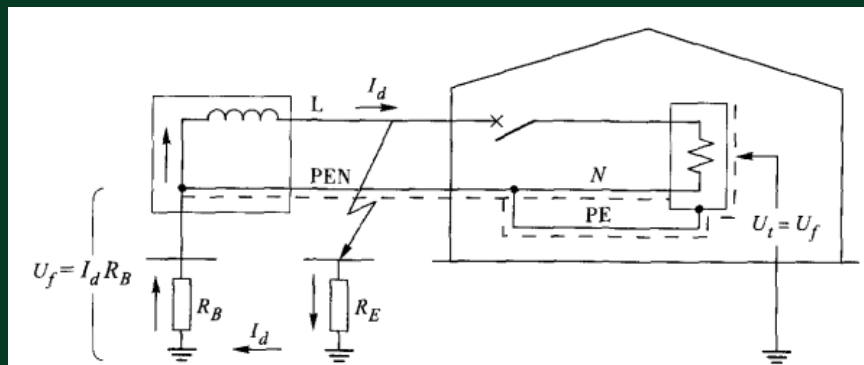 L
I_d
PEN
N
PE
U_t = U_f
U_f = I_d R_B
R_B
I_d
R_E